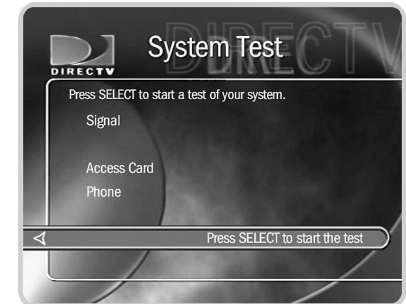 DIRECTV
System Test
DIRECTV
Press SELECT to start a test of your system.
Signal
Access Card
Phone
Press SELECT to start the test